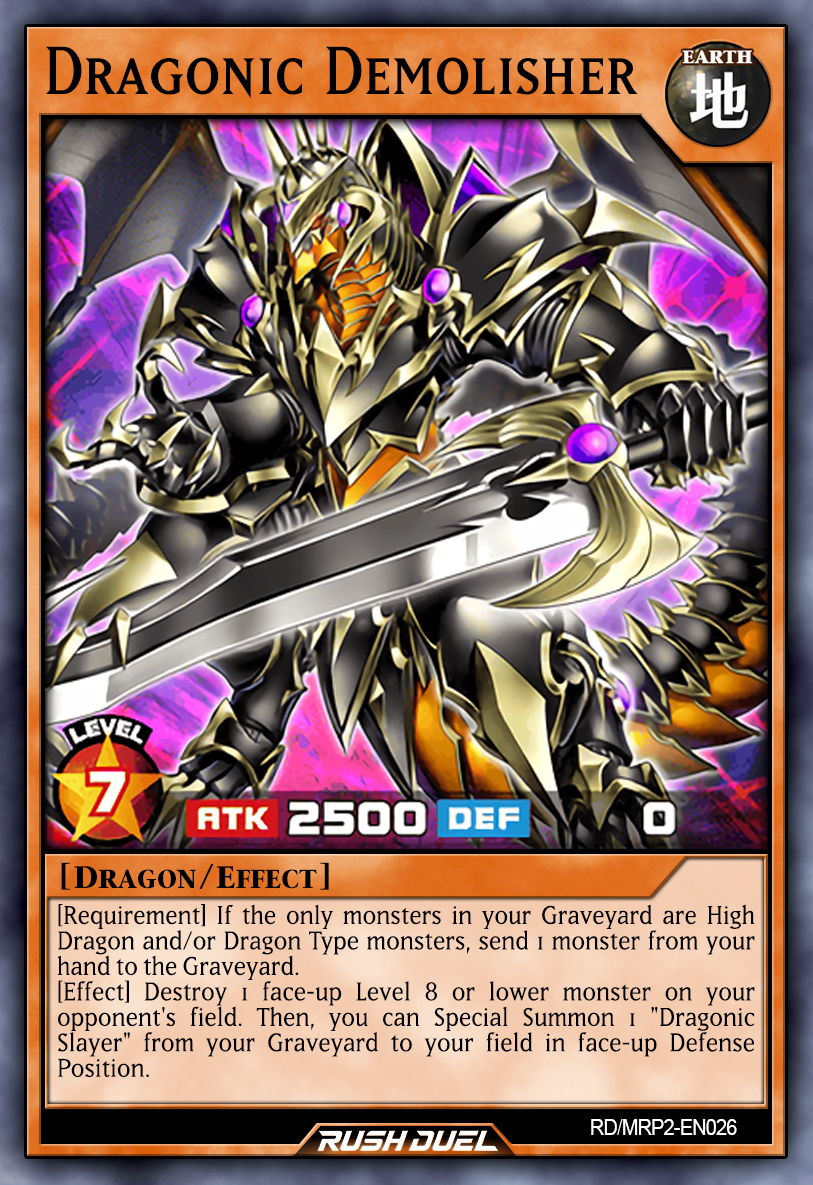 Dragonic Demolisher
EARTH
地
LEVEL
7
ATK 2500 DEF 0
[Dragon/Effect]
[Requirement] If the only monsters in your Graveyard are High
Dragon and/or Dragon Type monsters, send 1 monster from your
hand to the Graveyard.
[Effect] Destroy 1 face-up Level 8 or lower monster on your
opponent's field. Then, you can Special Summon 1 "Dragonic
Slayer" from your Graveyard to your field in face-up Defense
Position.
RD/MRP2-EN026
RUSH DUEL